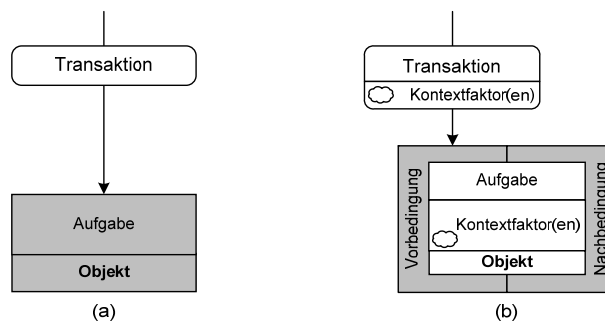 Transaktion
Aufgabe
Objekt
(a)
Transaktion
Kontextfaktor(en)
Vorbedingung
Aufgabe
Kontextfaktor(en)
Objekt
Nachbedingung
(b)